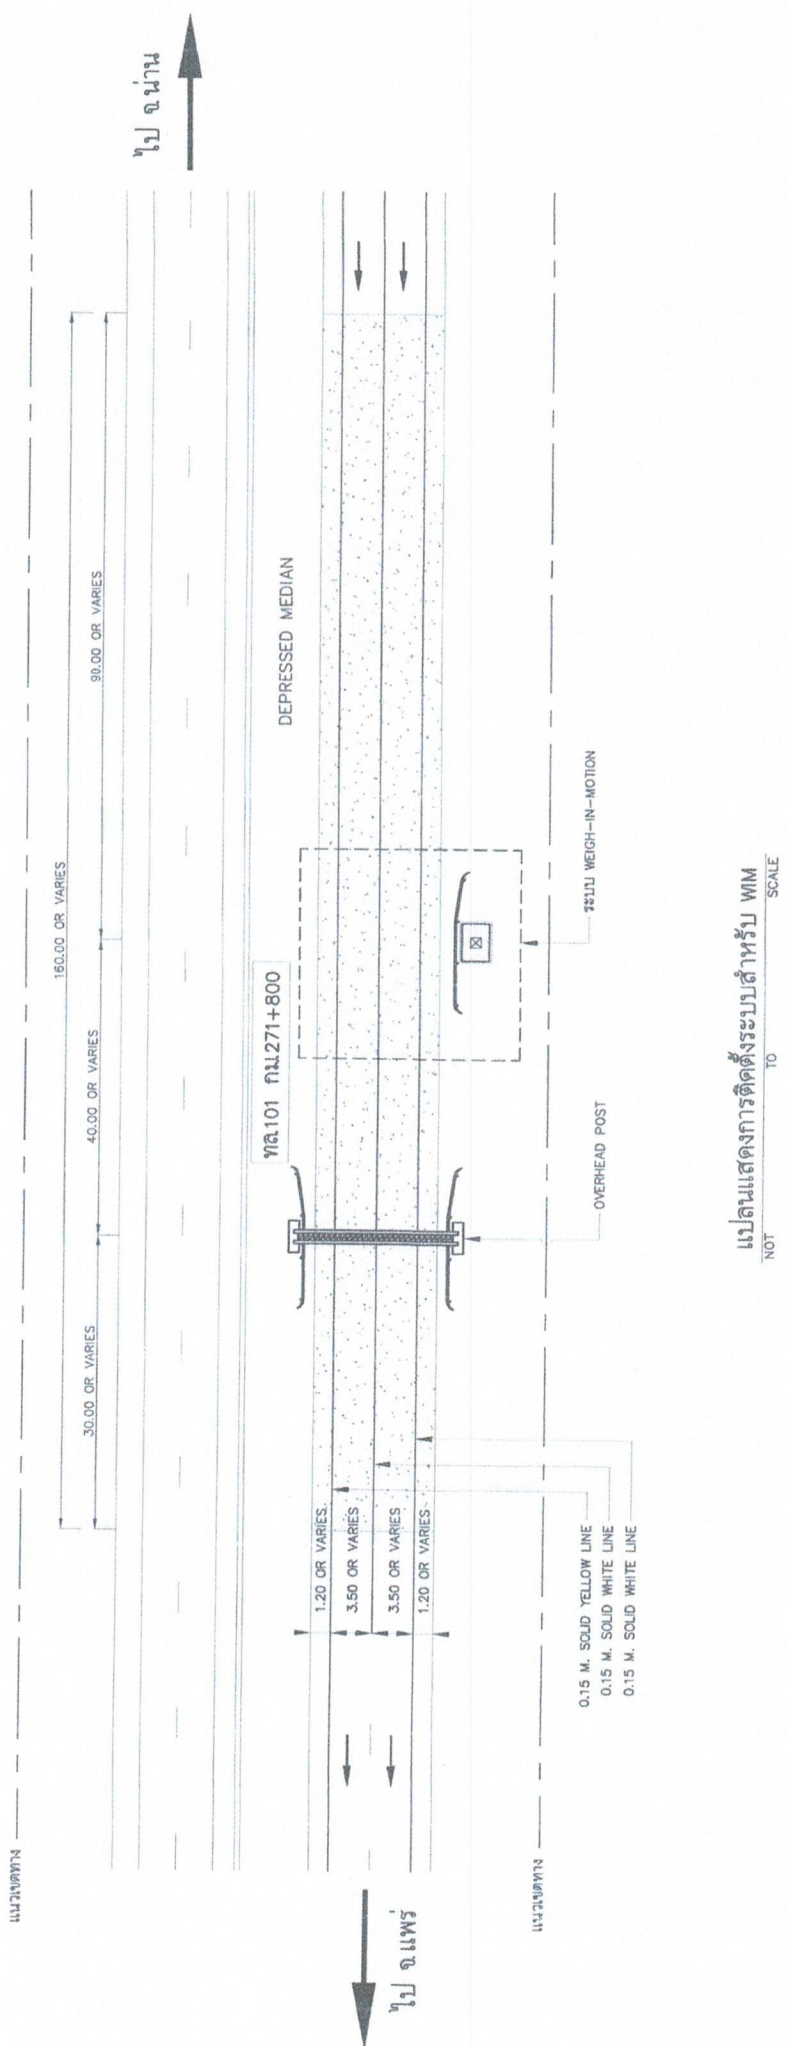 ไป จ.น่าน
160.00 OR VARIES
30.00 OR VARIES
40.00 OR VARIES
90.00 OR VARIES
แนวเขตทาง
DEPRESSED MEDIAN
ทล.101 กม.271+800
1.20 OR VARIES
3.50 OR VARIES
3.50 OR VARIES
1.20 OR VARIES
ไป จ.แพร่
แนวเขตทาง
0.15 M. SOLID YELLOW LINE
0.15 M. SOLID WHITE LINE
0.15 M. SOLID WHITE LINE
OVERHEAD POST
ระบบ WEIGH-IN-MOTION
แปลนแสดงการติดตั้งระบบสำหรับ WIM
NOT TO SCALE